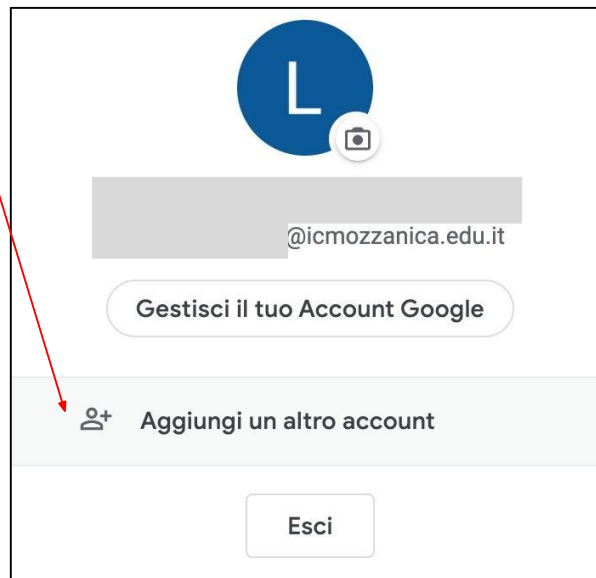 L
@icmozzanica.edu.it
Gestisci il tuo Account Google
Aggiungi un altro account
Esci